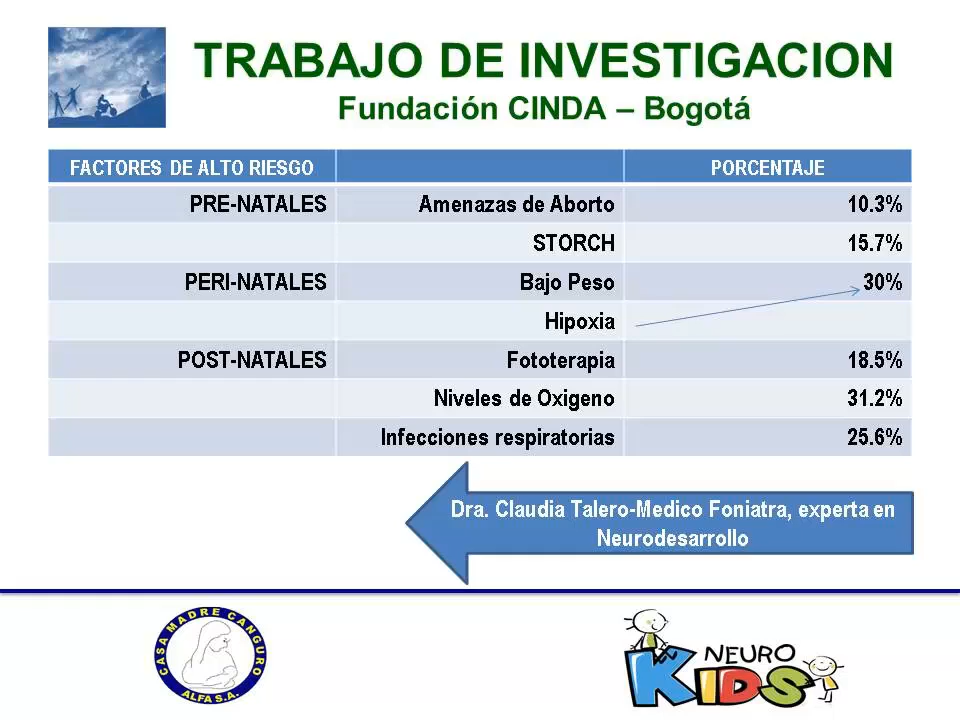 TRABAJO DE INVESTIGACION
Fundación CINDA – Bogotá
FACTORES DE ALTO RIESGO PORCENTAJE
PRE-NATALES Amenazas de Aborto 10.3%
STORCH 15.7%
PERI-NATALES Bajo Peso 30%
Hipoxia
POST-NATALES Fototerapia 18.5%
Niveles de Oxigeno 31.2%
Infecciones respiratorias 25.6%
Dra. Claudia Talero-Medico Foniatra, experta en
Neurodesarrollo
CASA MADRE CANGURO
ALFA S.A.
NEURO
KIDS